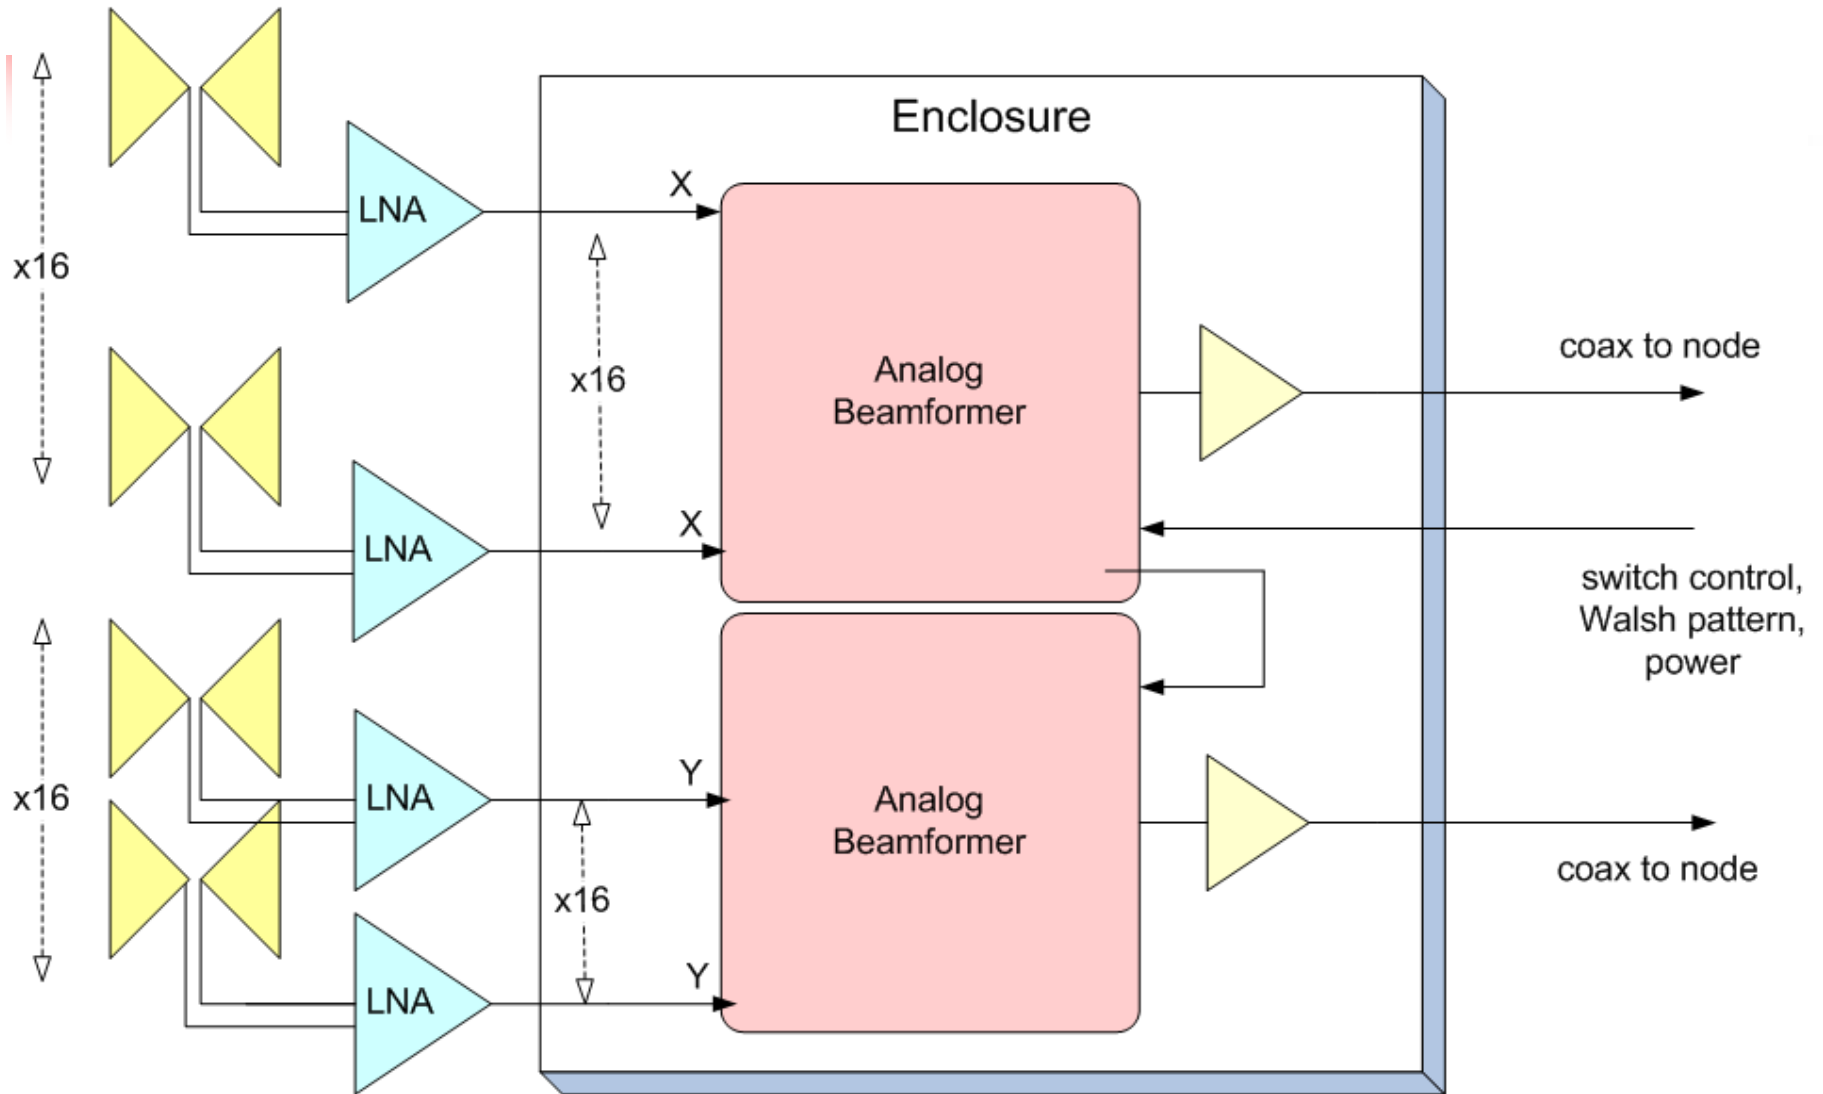 Enclosure
X
LNA
x16
x16
coax to node
Analog
Beamformer
X
LNA
switch control,
Walsh pattern,
power
Y
LNA
x16
Analog
Beamformer
coax to node
x16
Y
LNA